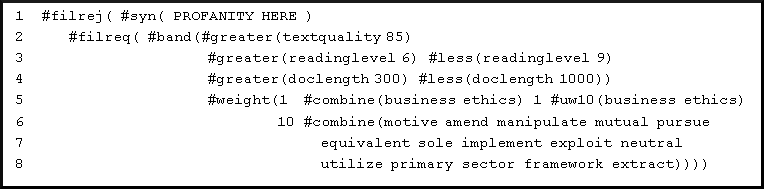 1 #filrej( #syn( PROFANITY HERE )
2 #filreq( #band(#greater(textquality 85)
3 #greater(readinglevel 6) #less(readinglevel 9)
4 #greater(doclength 300) #less(doclength 1000))
5 #weight(1 #combine(business ethics) 1 #uw10(business ethics)
6 10 #combine(motive amend manipulate mutual pursue
7 equivalent sole implement exploit neutral
8 utilize primary sector framework extract))))